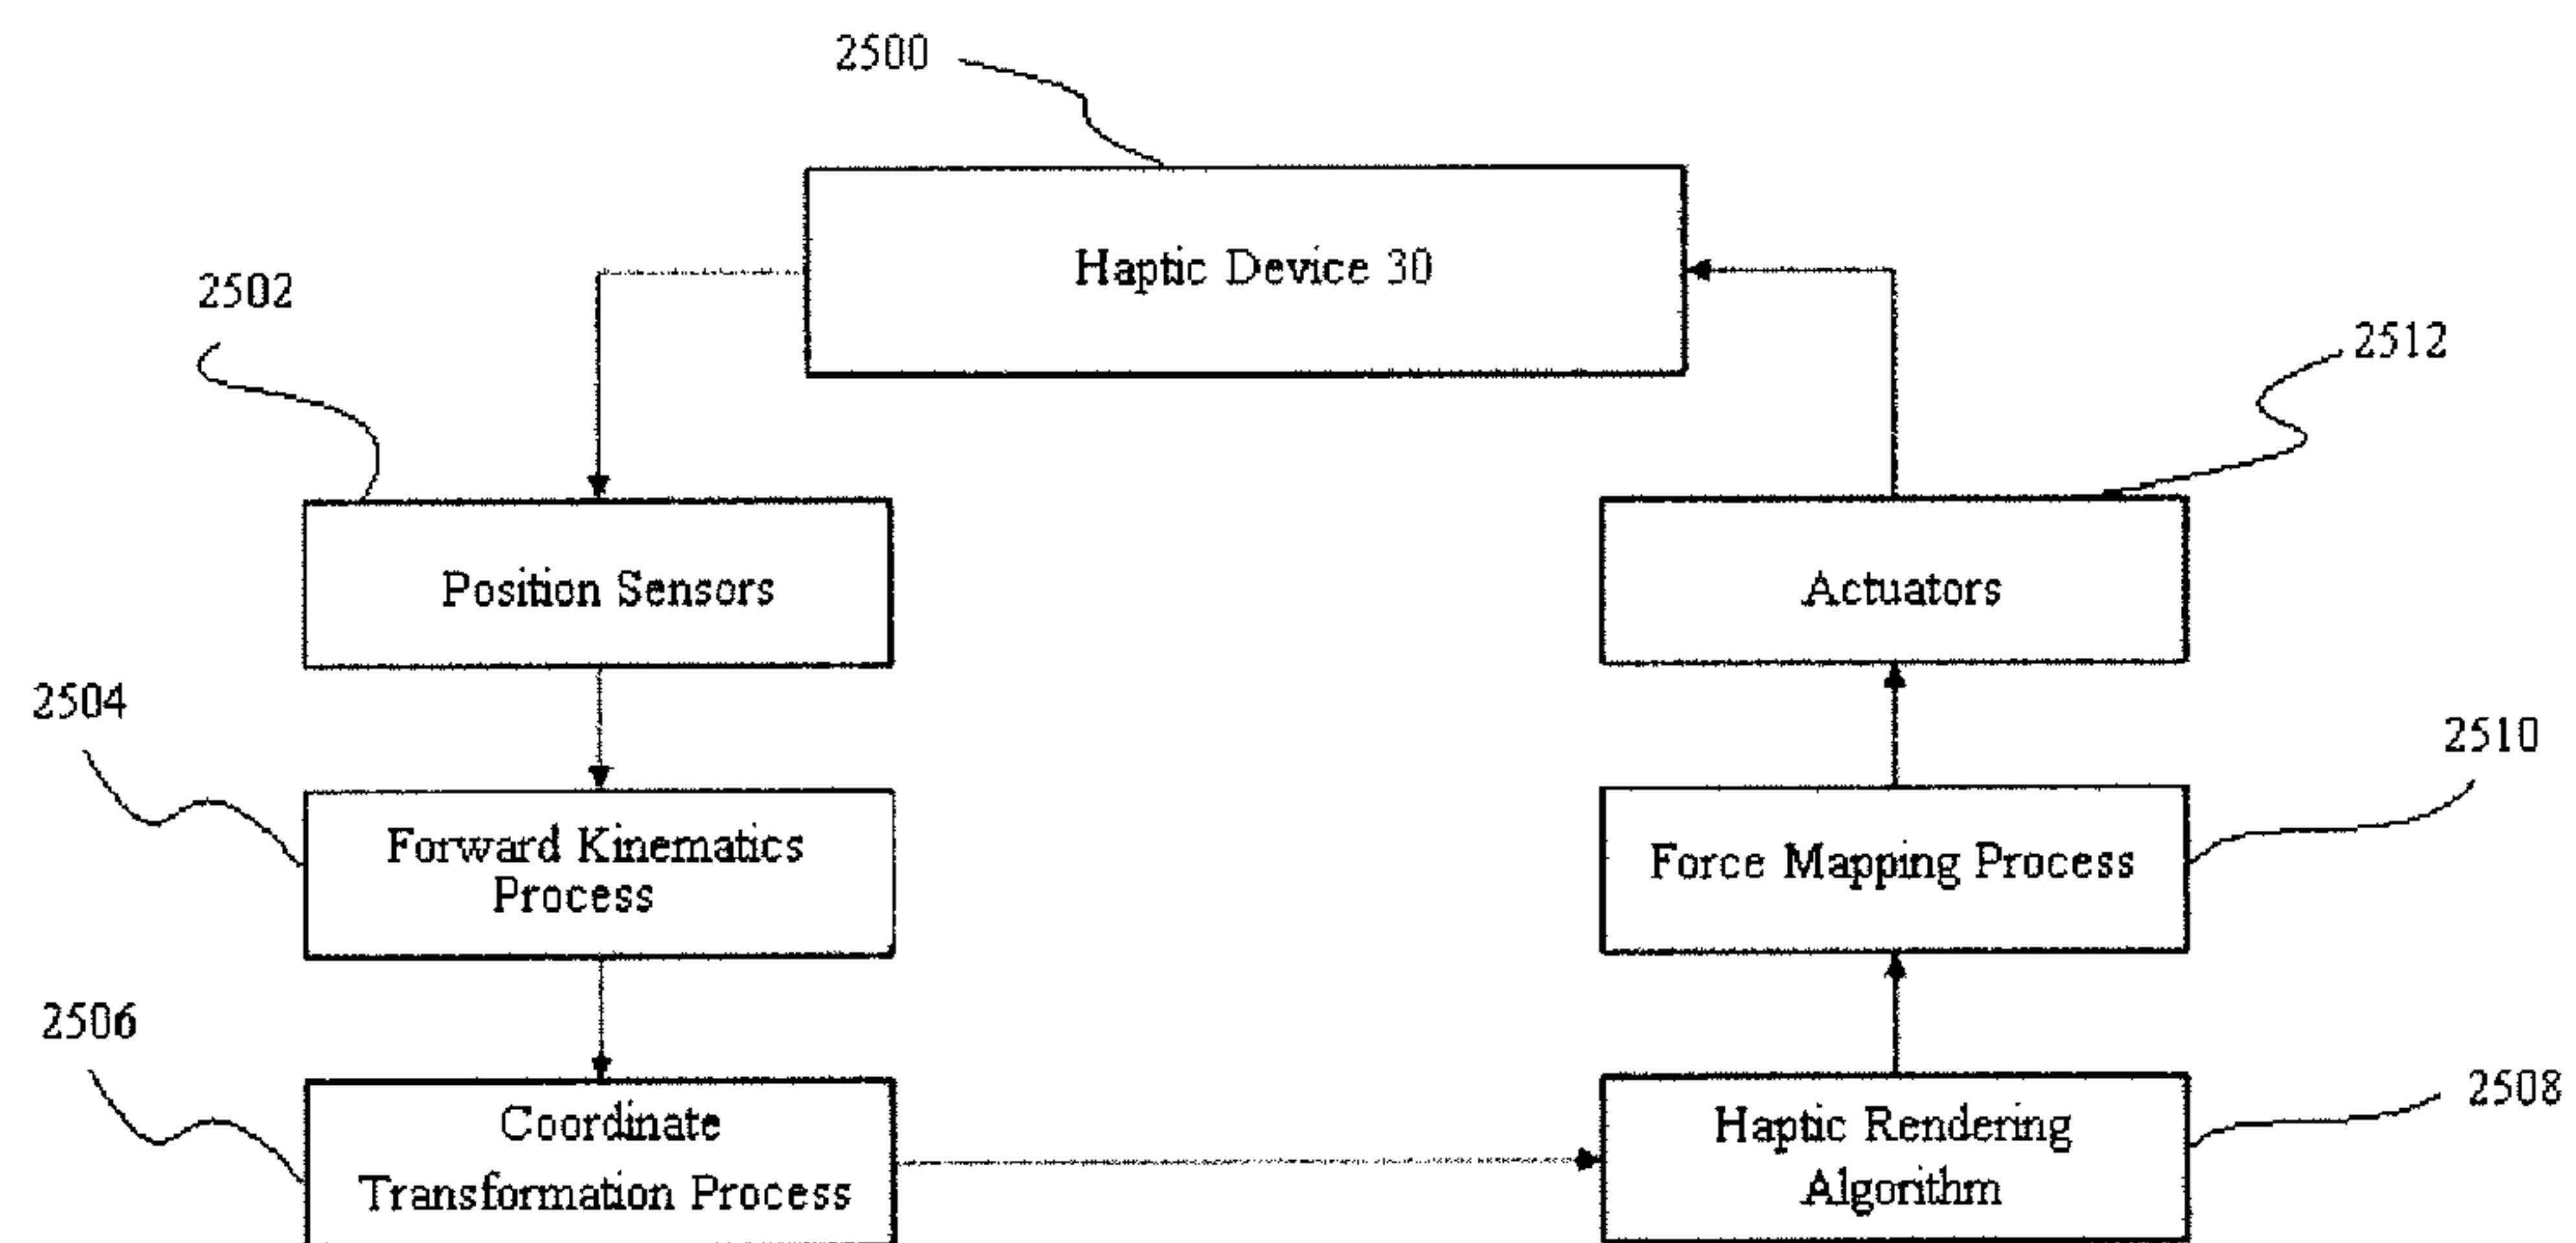 2500
Haptic Device 30
2502
2512
Position Sensors
Actuators
2504
2510
Forward Kinematics
Process
Force Mapping Process
2506
2508
Coordinate
Transformation Process
Haptic Rendering
Algorithm